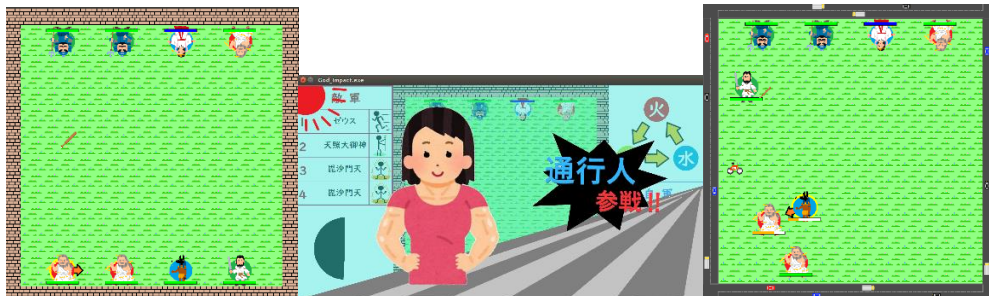 God_Impact.exe
敵軍
ゼウス
2 天照大御神
3 毘沙門天
4 毘沙門天
火
水
通行人
参戦!!